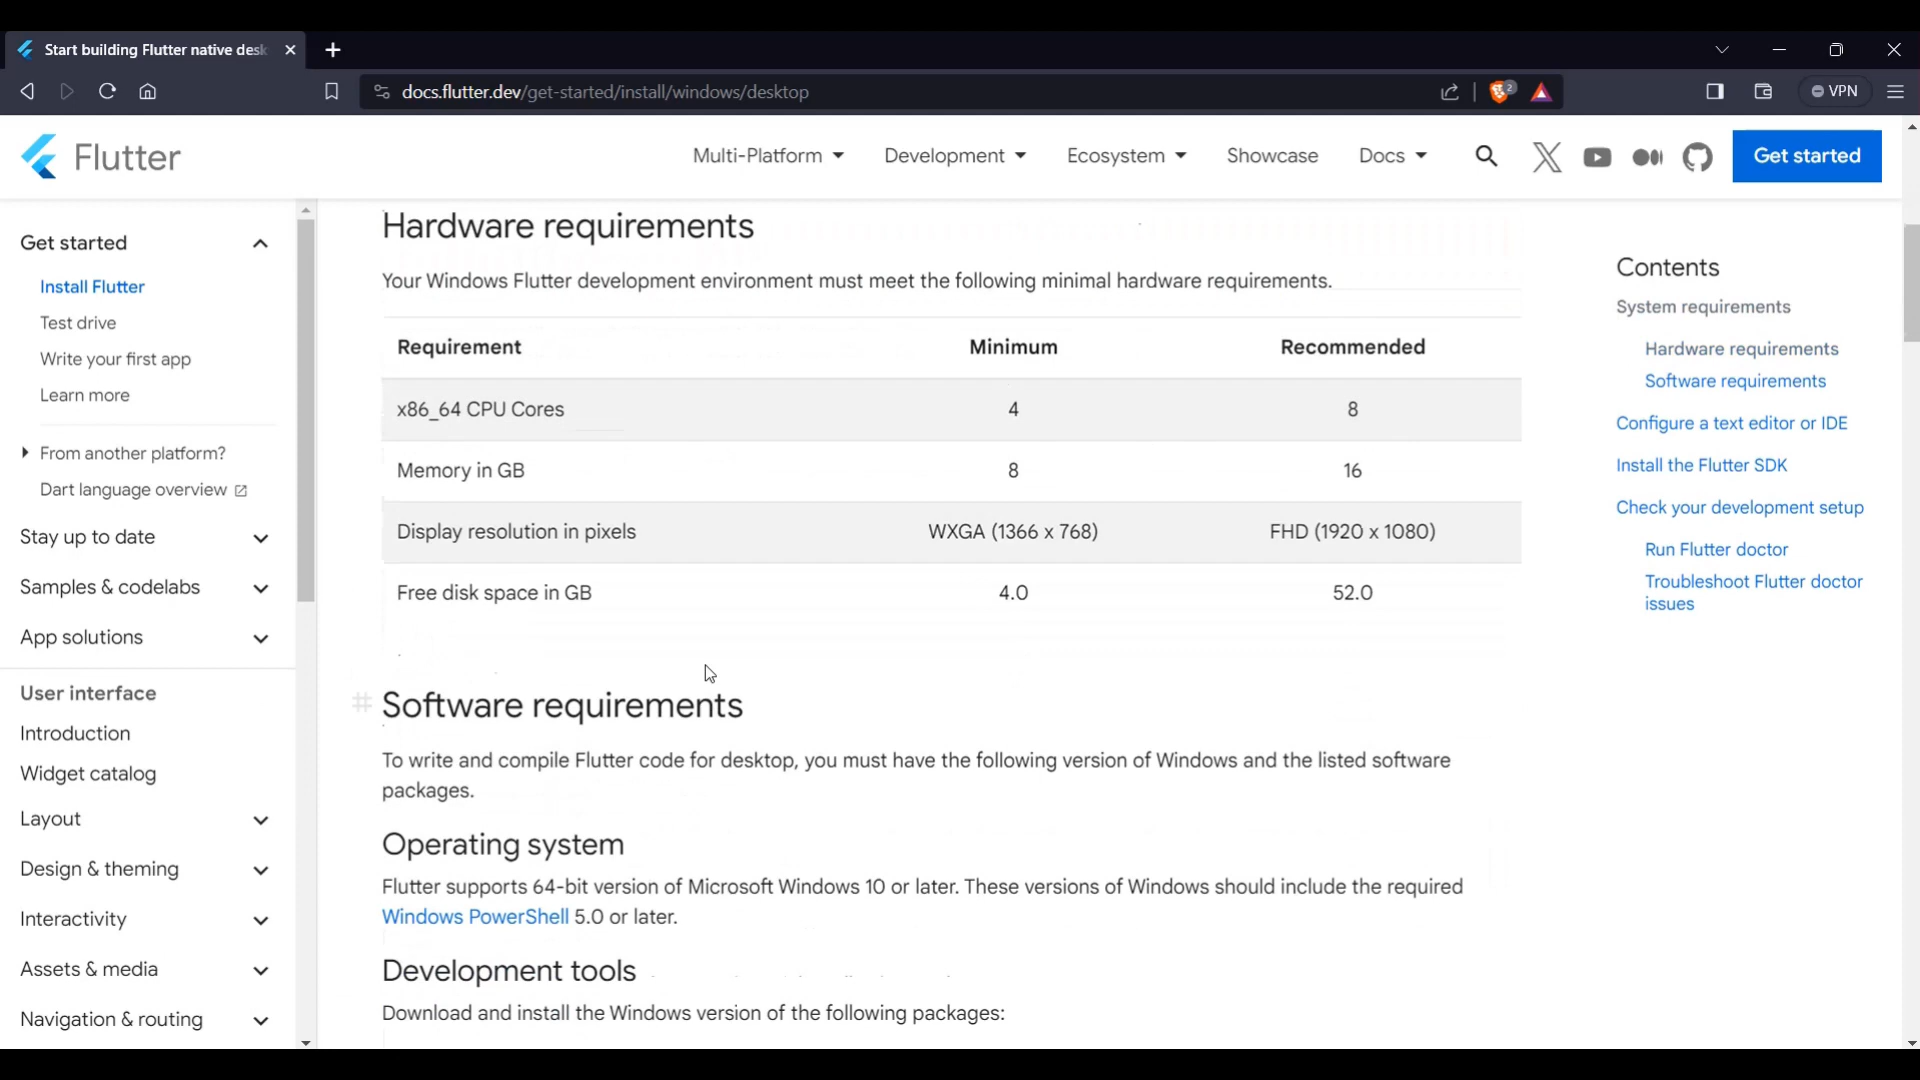 Start building Flutter native desk
docs.flutter.dev/get-started/install/windows/desktop
2
VPN
Flutter
Multi-Platform
Development
Ecosystem
Showcase
Docs
Get started
Get started
Install Flutter
Test drive
Write your first app
Learn more
From another platform?
Dart language overview
Stay up to date
Samples & codelabs
App solutions
User interface
Introduction
Widget catalog
Layout
Design & theming
Interactivity
Assets & media
Navigation & routing
Hardware requirements
Your Windows Flutter development environment must meet the following minimal hardware requirements.
Requirement Minimum Recommended
x86_64 CPU Cores 4 8
Memory in GB 8 16
Display resolution in pixels WXGA (1366 x 768) FHD (1920 x 1080)
Free disk space in GB 4.0 52.0
# Software requirements
To write and compile Flutter code for desktop, you must have the following version of Windows and the listed software
packages.
Operating system
Flutter supports 64-bit version of Microsoft Windows 10 or later. These versions of Windows should include the required
Windows PowerShell 5.0 or later.
Development tools
Download and install the Windows version of the following packages:
Contents
System requirements
Hardware requirements
Software requirements
Configure a text editor or IDE
Install the Flutter SDK
Check your development setup
Run Flutter doctor
Troubleshoot Flutter doctor
issues